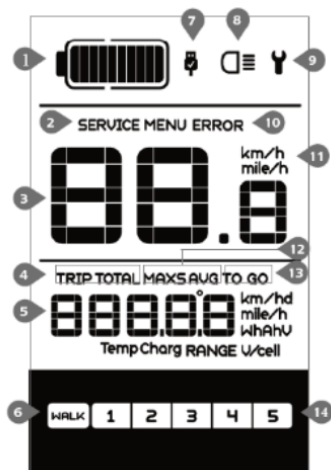 7 8
1 9
2 SERVICE MENU ERROR 10
km/h
mile/h 11
3 88.8
12
4 TRIP TOTAL MAXS AVG TO GO 13
5 888.8.8° km/hd
mile/h
WhAhV
Temp Charg RANGE V/cell
6 WALK 1 2 3 4 5 14